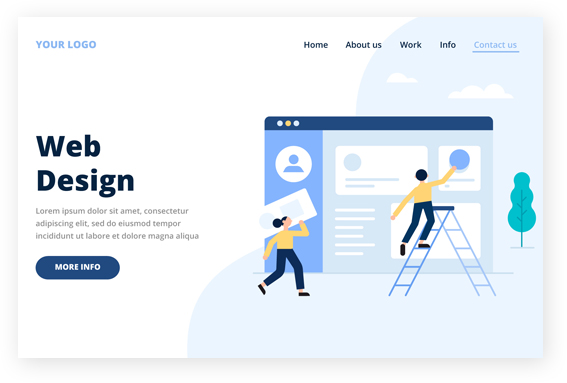 YOUR LOGO
Home About us Work Info Contact us
Web
Design
Lorem ipsum dolor sit amet, consectetur
adipiscing elit, sed do eiusmod tempor
incididunt ut labore et dolore magna aliqua
MORE INFO